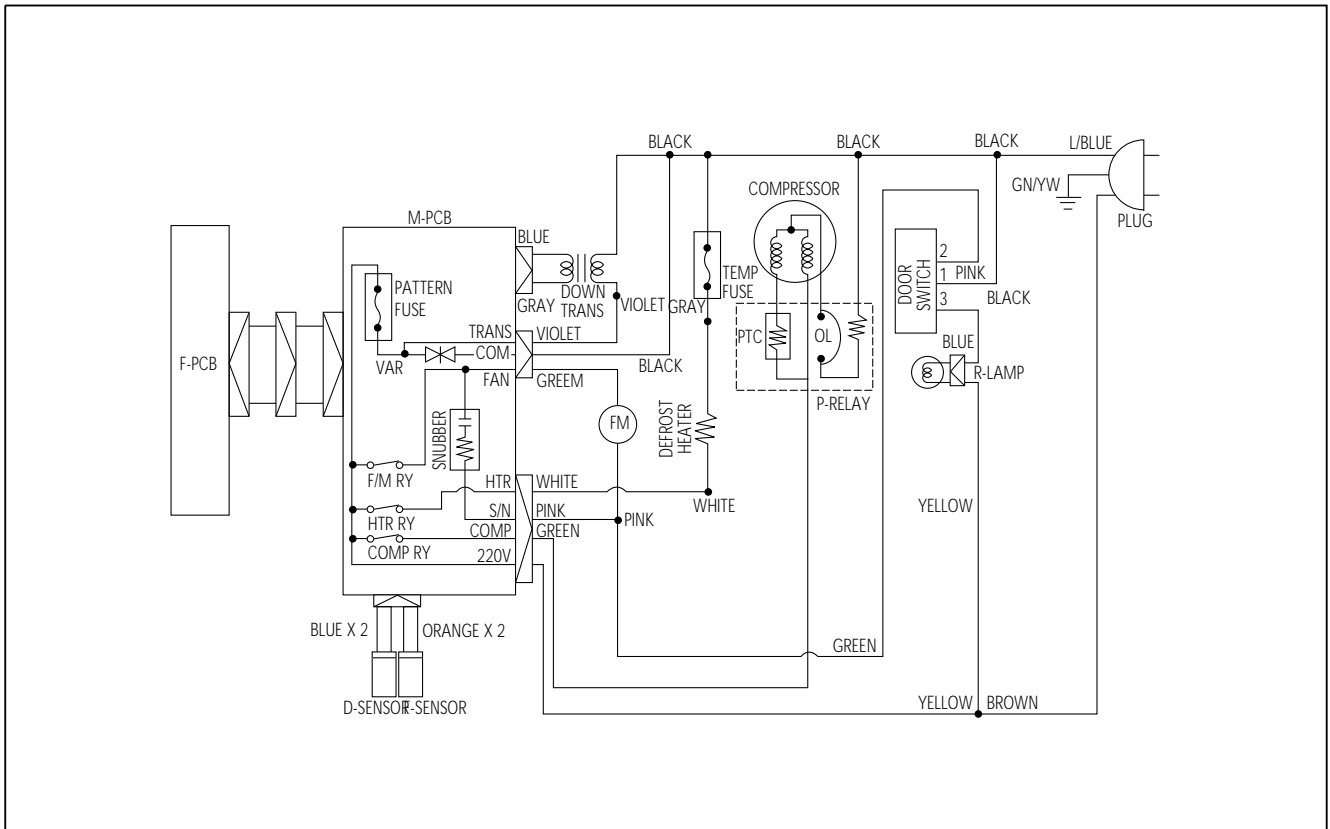 BLACK
BLACK
BLACK
L/BLUE
GN/YW
PLUG
COMPRESSOR
M-PCB
BLUE
GRAY
DOWN
TRANS
VIOLET
GRAY
TEMP
FUSE
DOOR
SWITCH
2
1
PINK
3
BLACK
PATTERN
FUSE
TRANS
VIOLET
PTC
OL
BLUE
F-PCB
VAR
COM
BLACK
R-LAMP
FAN
GREEM
P-RELAY
SNUBBER
FM
DEFROST
HEATER
F/M RY
HTR
WHITE
WHITE
YELLOW
S/N
PINK
PINK
HTR RY
COMP
GREEN
COMP RY
220V
BLUE X 2
ORANGE X 2
GREEN
D-SENSOR
F-SENSOR
YELLOW
BROWN